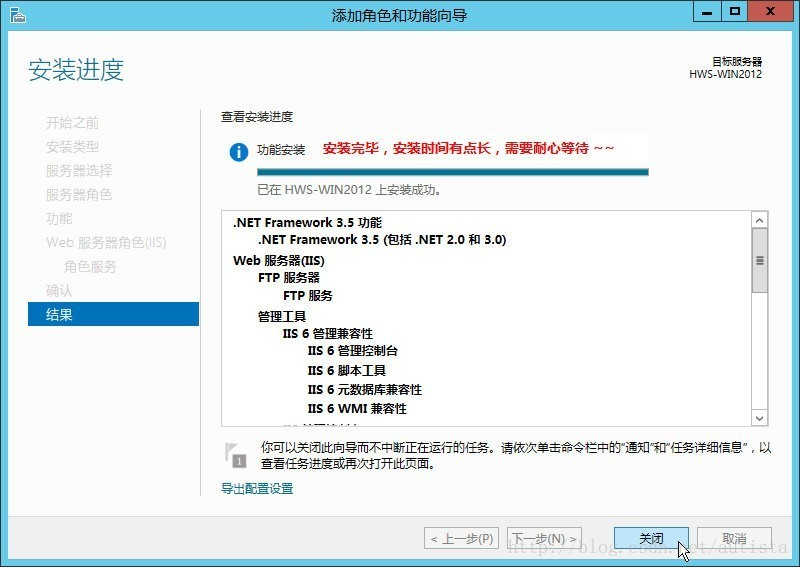 添加角色和功能向导
安装进度
目标服务器
HWS-WIN2012
开始之前
安装类型
服务器选择
服务器角色
功能
Web 服务器角色(IIS)
角色服务
确认
结果
查看安装进度
功能安装
安装完毕，安装时间有点长，需要耐心等待 ~~
已在 HWS-WIN2012 上安装成功。
.NET Framework 3.5 功能
.NET Framework 3.5 (包括 .NET 2.0 和 3.0)
Web 服务器(IIS)
FTP 服务器
FTP 服务
管理工具
IIS 6 管理兼容性
IIS 6 管理控制台
IIS 6 脚本工具
IIS 6 元数据库兼容性
IIS 6 WMI 兼容性
1
你可以关闭此向导而不中断正在运行的任务。请依次单击命令栏中的“通知”和“任务详细信息”，以
查看任务进度或再次打开此页面。
导出配置设置
< 上一步(P)
下一步(N) >
关闭
取消
http://blog.csdn.net/autista